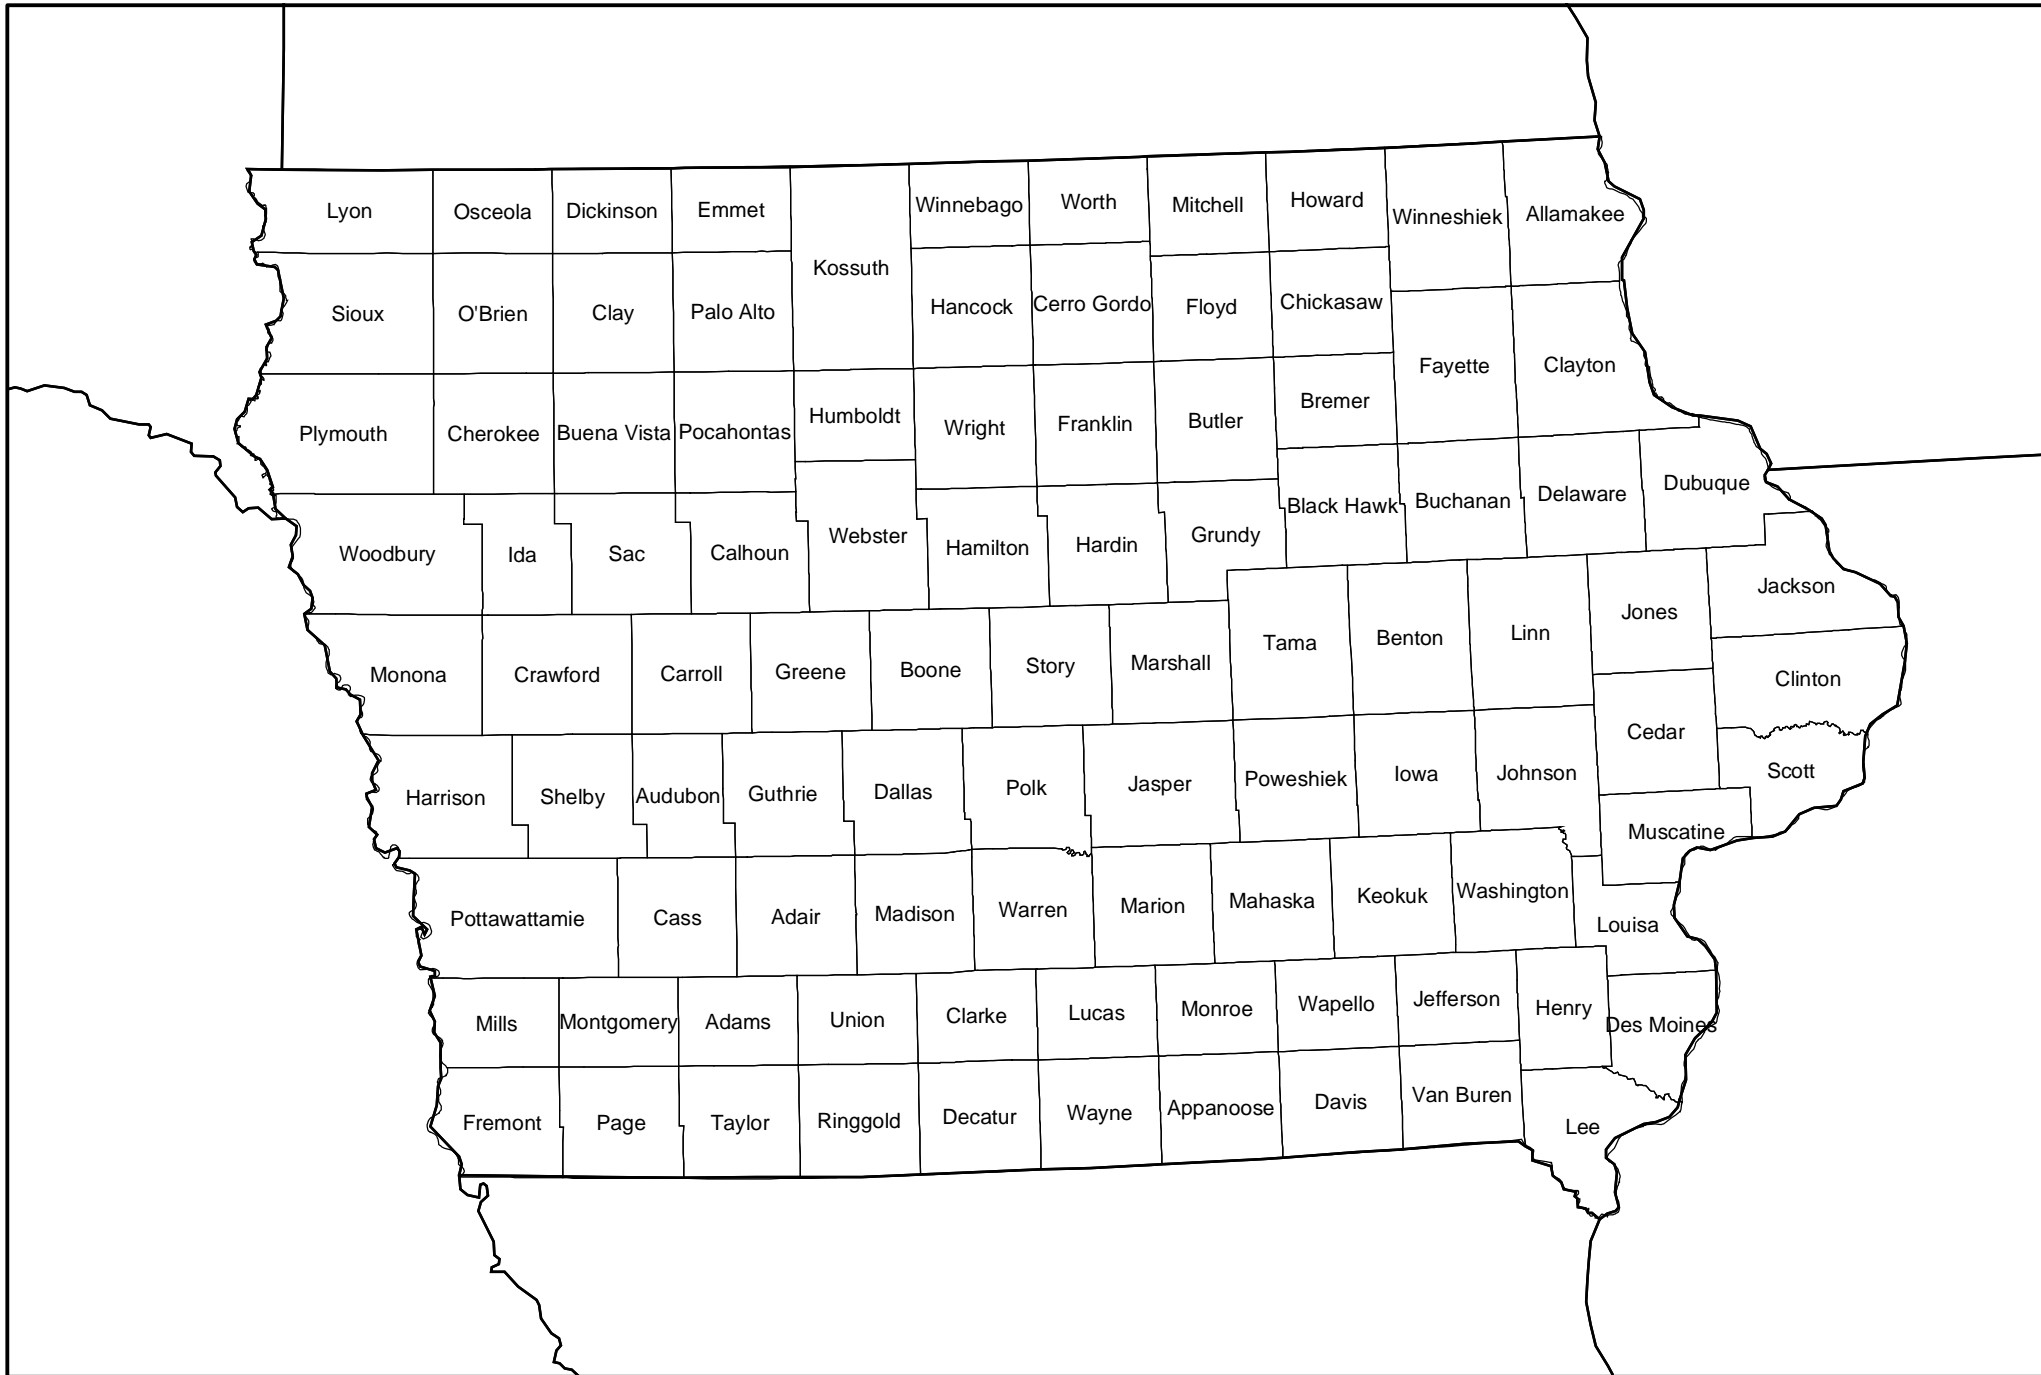 Lyon
Osceola
Dickinson
Emmet
Kossuth
Winnebago
Worth
Mitchell
Howard
Winneshiek
Allamakee
Sioux
O'Brien
Clay
Palo Alto
Hancock
Cerro Gordo
Floyd
Chickasaw
Fayette
Clayton
Plymouth
Cherokee
Buena Vista
Pocahontas
Humboldt
Wright
Franklin
Butler
Bremer
Woodbury
Ida
Sac
Calhoun
Webster
Hamilton
Hardin
Grundy
Black Hawk
Buchanan
Delaware
Dubuque
Monona
Crawford
Carroll
Greene
Boone
Story
Marshall
Tama
Benton
Linn
Jones
Jackson
Clinton
Harrison
Shelby
Audubon
Guthrie
Dallas
Polk
Jasper
Poweshiek
Iowa
Johnson
Cedar
Scott
Muscatine
Pottawattamie
Cass
Adair
Madison
Warren
Marion
Mahaska
Keokuk
Washington
Louisa
Mills
Montgomery
Adams
Union
Clarke
Lucas
Monroe
Wapello
Jefferson
Henry
Des Moines
Fremont
Page
Taylor
Ringgold
Decatur
Wayne
Appanoose
Davis
Van Buren
Lee